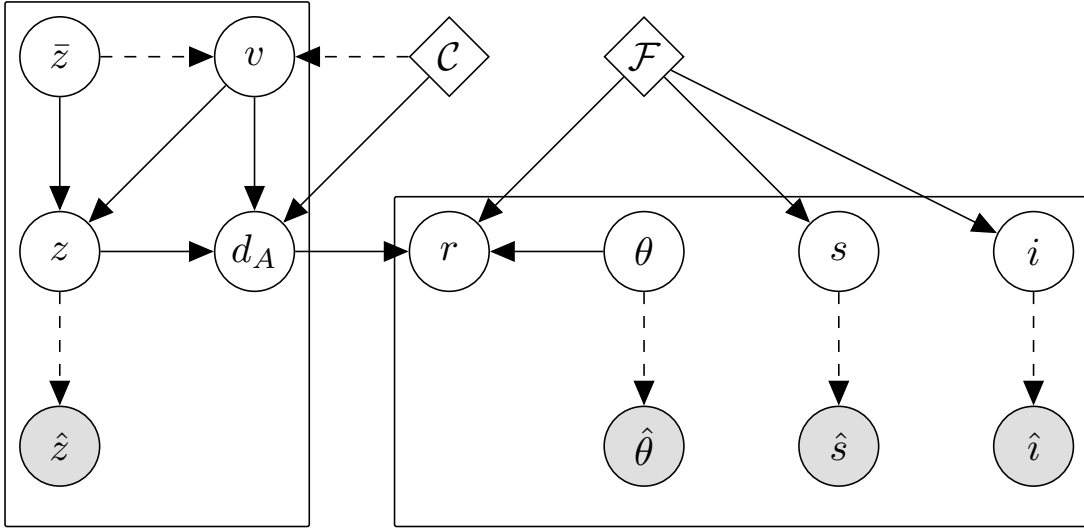 z̄ v 𝒞 ℱ
z d_A r θ s i
ẑ θ̂ ŝ î